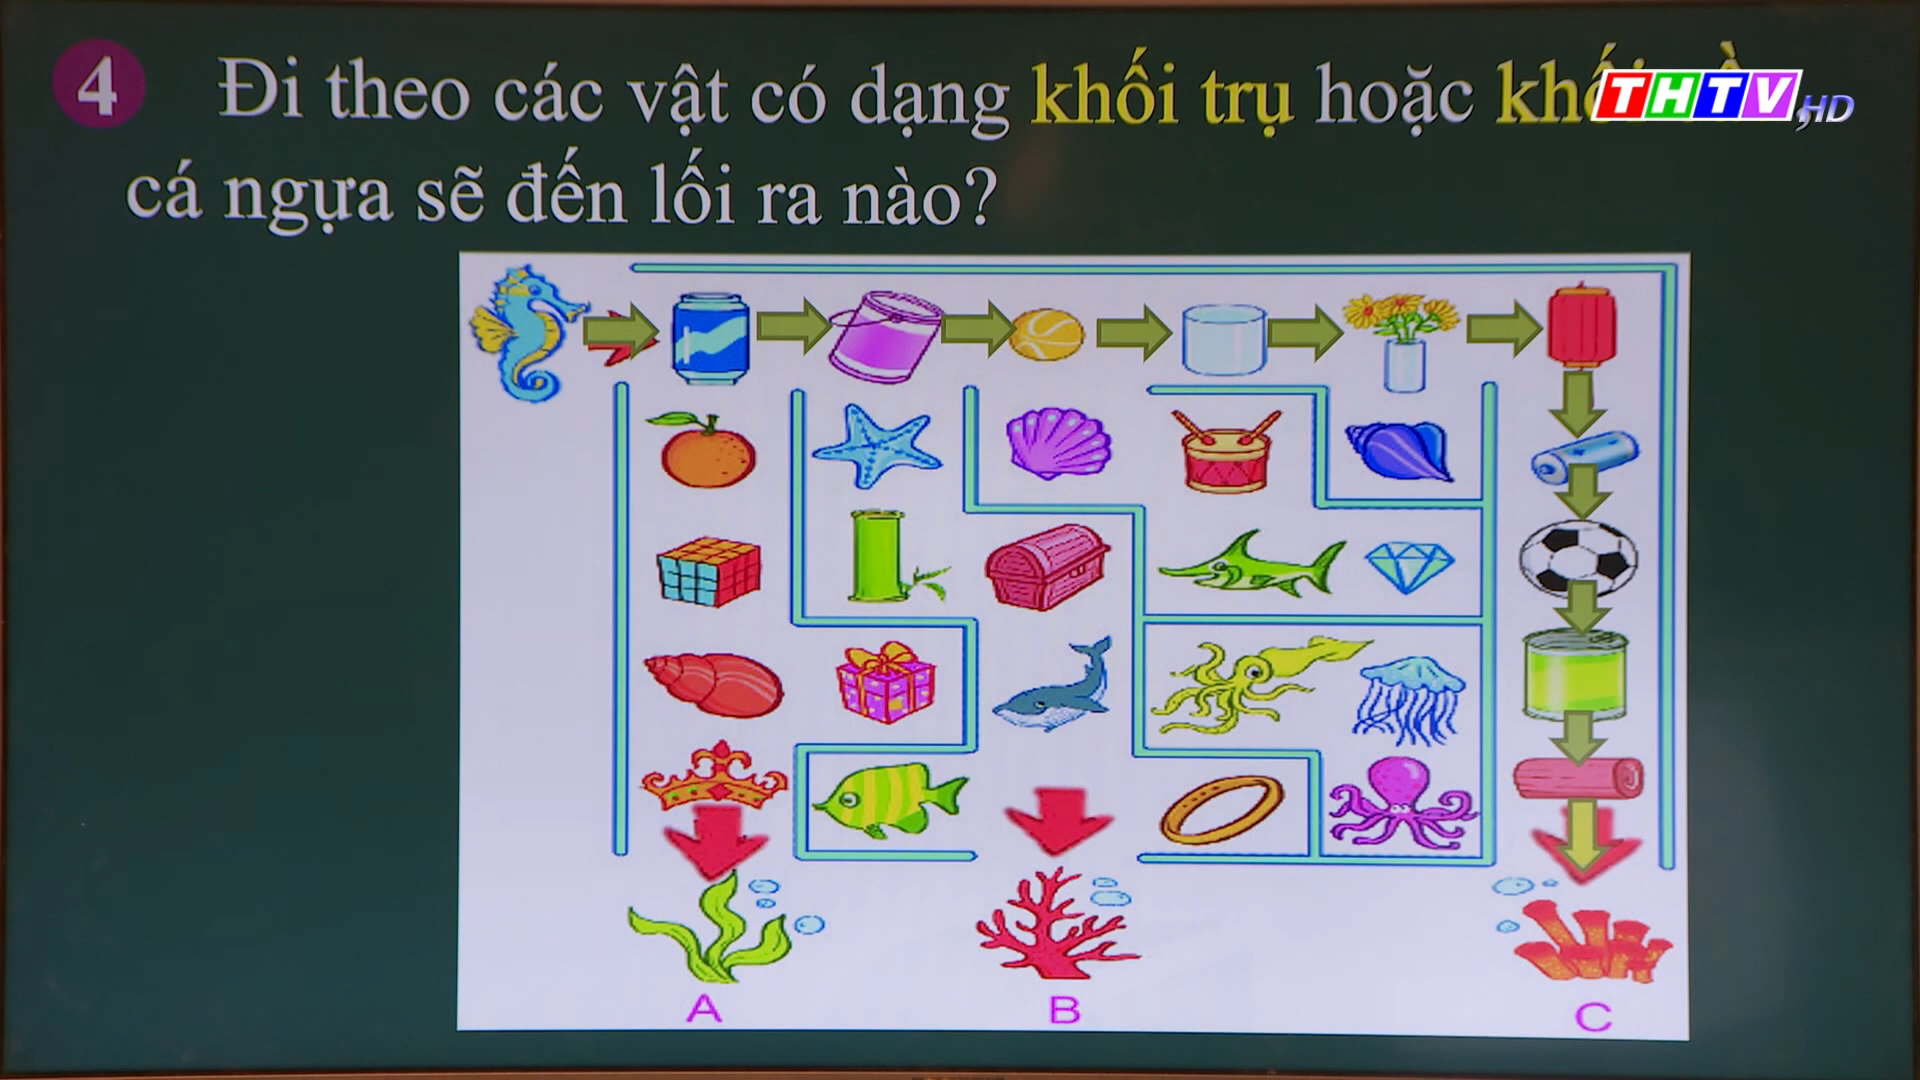 4 Đi theo các vật có dạng khối trụ hoặc
THTV HD
cá ngựa sẽ đến lối ra nào?
A B C